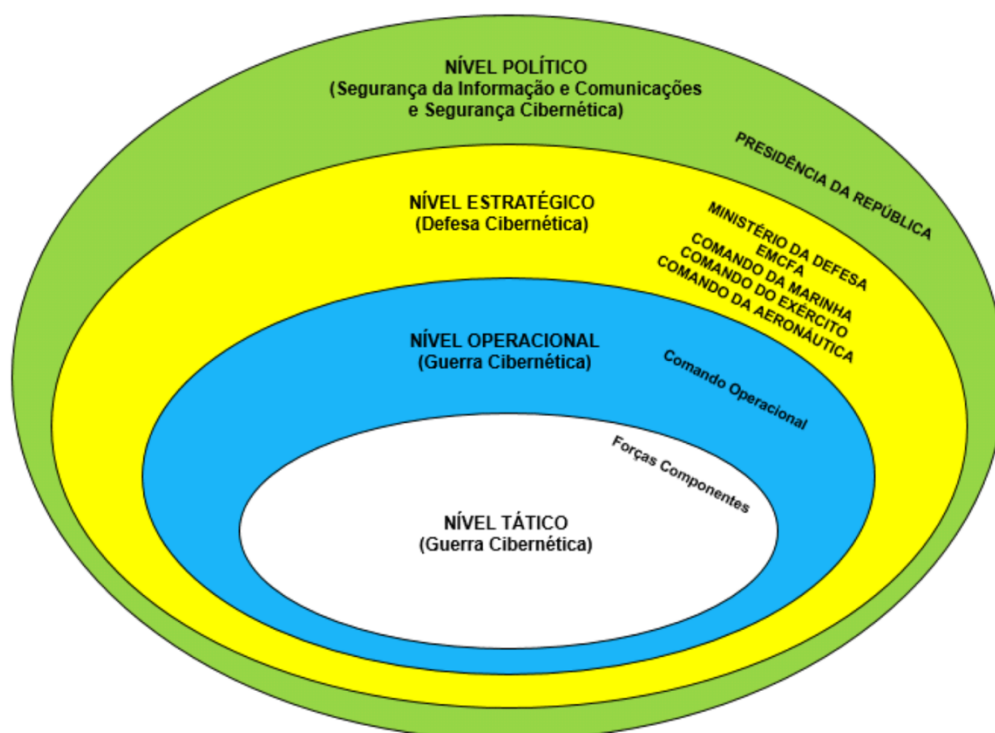 NÍVEL POLÍTICO
(Segurança da Informação e Comunicações
e Segurança Cibernética)
PRESIDÊNCIA DA REPÚBLICA
NÍVEL ESTRATÉGICO
(Defesa Cibernética)
MINISTÉRIO DA DEFESA
EMCFA
COMANDO DA MARINHA
COMANDO DO EXÉRCITO
COMANDO DA AERONÁUTICA
NÍVEL OPERACIONAL
(Guerra Cibernética)
Comando Operacional
Forças Componentes
NÍVEL TÁTICO
(Guerra Cibernética)